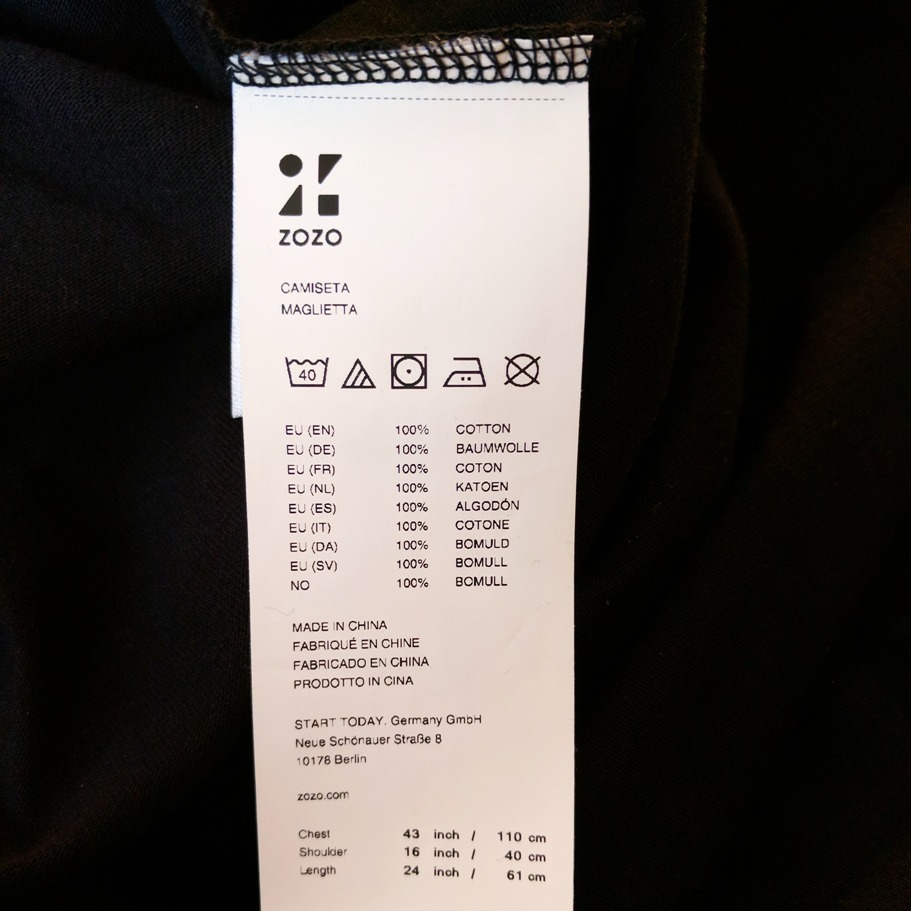 ZOZO
CAMISETA
MAGLIETTA
40
EU (EN) 100% COTTON
EU (DE) 100% BAUMWOLLE
EU (FR) 100% COTON
EU (NL) 100% KATOEN
EU (ES) 100% ALGODÓN
EU (IT) 100% COTONE
EU (DA) 100% BOMULD
EU (SV) 100% BOMULL
NO 100% BOMULL
MADE IN CHINA
FABRIQUÉ EN CHINE
FABRICADO EN CHINA
PRODOTTO IN CINA
START TODAY. Germany GmbH
Neue Schönauer Straße 8
10178 Berlin
zozo.com
Chest 43 inch / 110 cm
Shoulder 16 inch / 40 cm
Length 24 inch / 61 cm